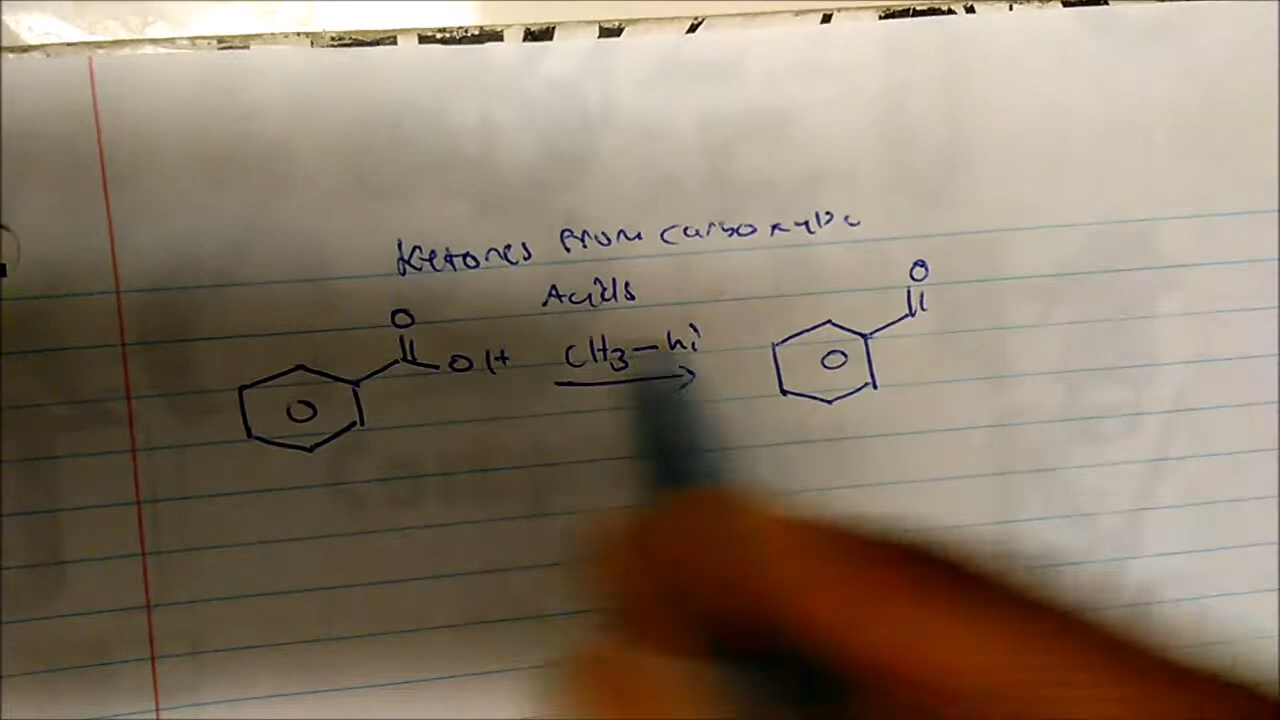 Ketones from carboxylic
Acids
O
OH
CH3-Li
O